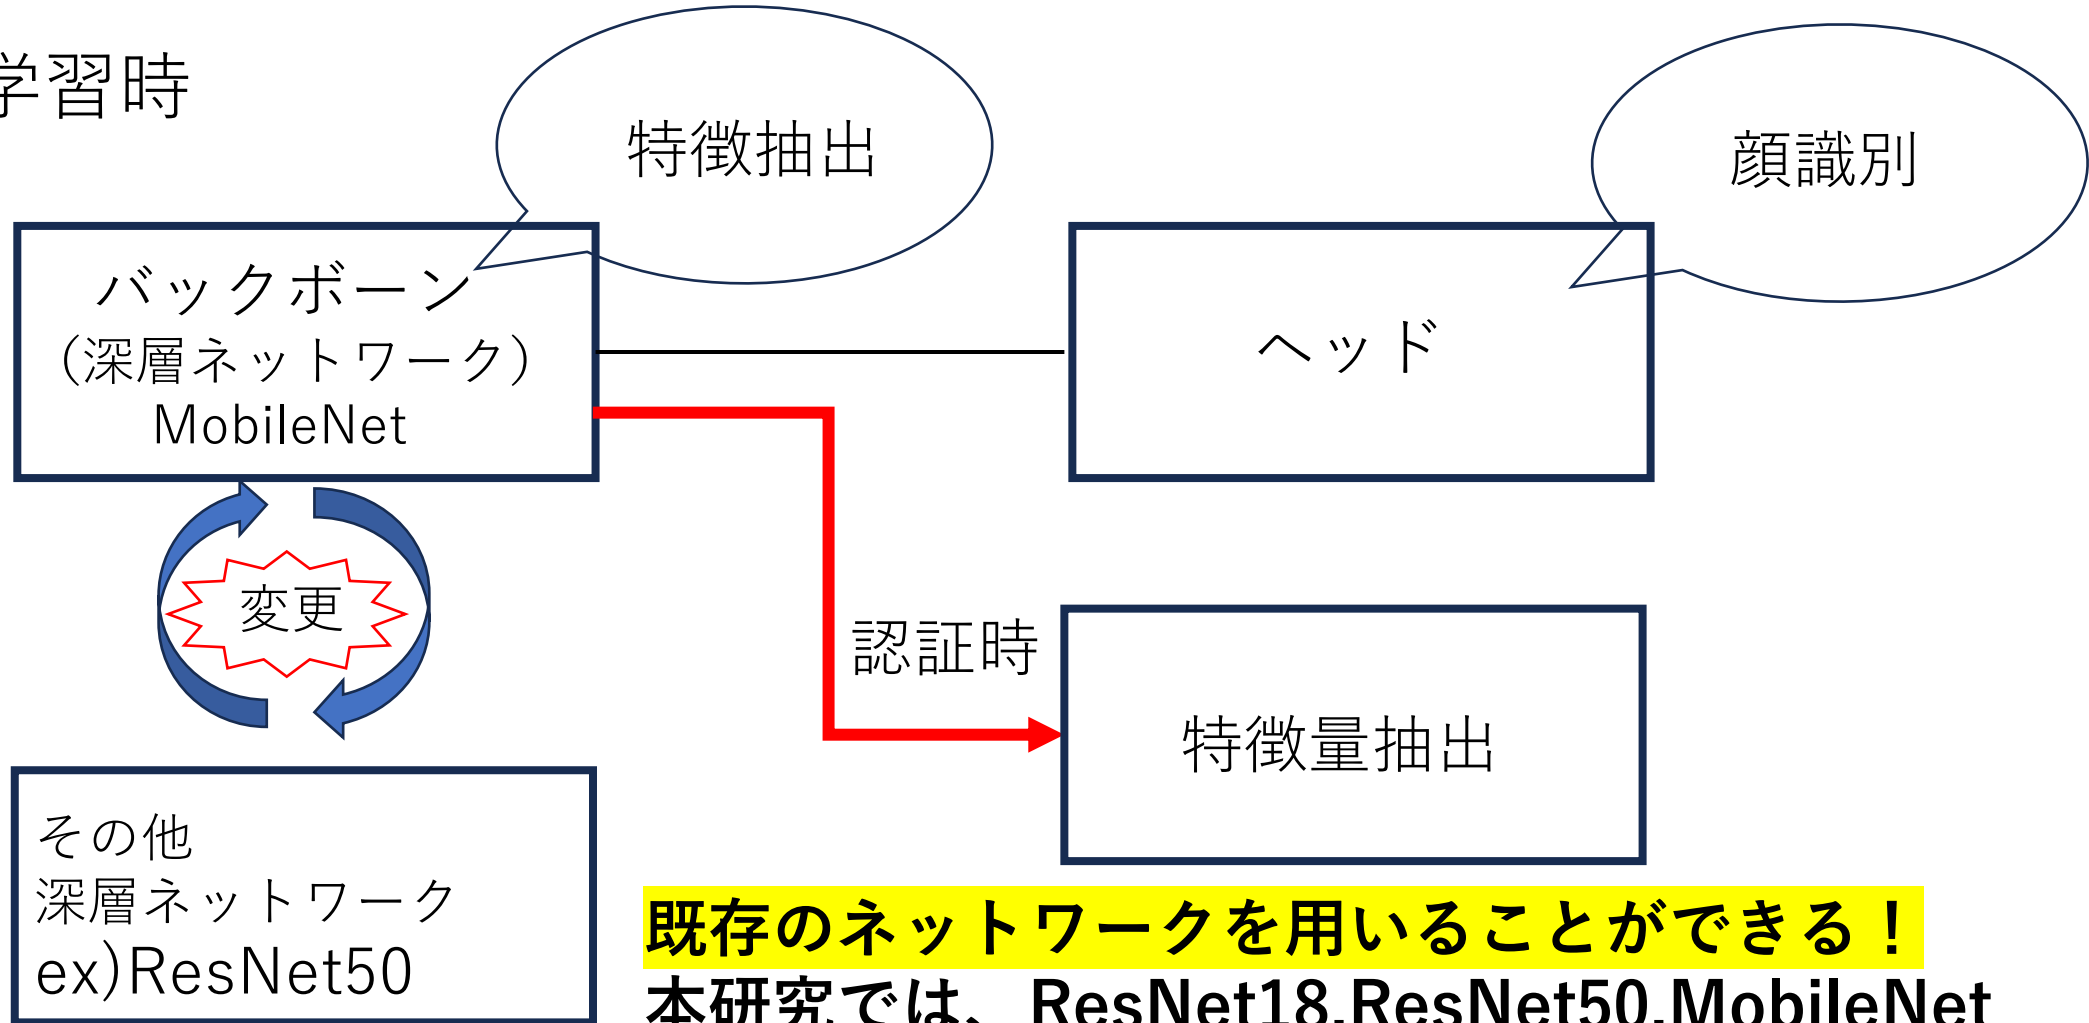 学習時
特徴抽出
顔識別
バックボーン
（深層ネットワーク）
MobileNet
ヘッド
変更
認証時
特徴量抽出
その他
深層ネットワーク
ex)ResNet50
既存のネットワークを用いることができる！
本研究では、ResNet18,ResNet50,MobileNet